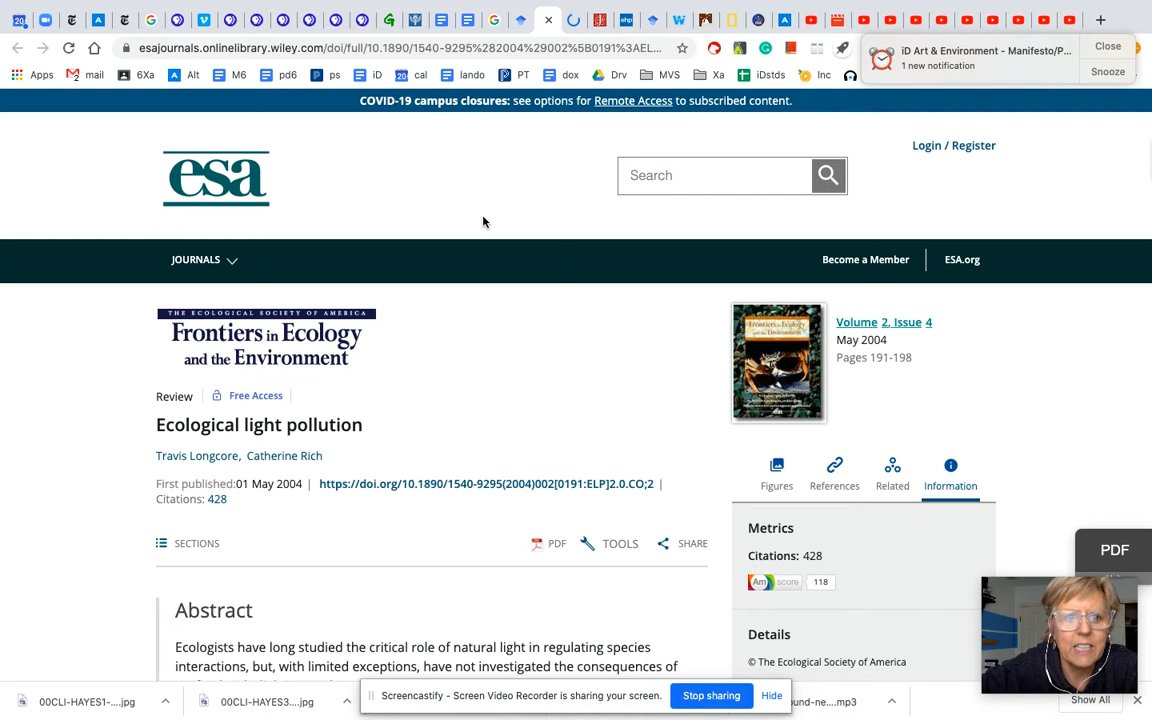 esajournals.onlinelibrary.wiley.com/doi/full/10.1890/1540-9295%282004%29002%5B0191%3AEL...
iD Art & Environment - Manifesto/P...
1 new notification
Close
Snooze
Apps
mail
6Xa
Alt
M6
pd6
ps
iD
cal
lando
PT
dox
Drv
MVS
Xa
iDstds
Inc
COVID-19 campus closures: see options for Remote Access to subscribed content.
Login / Register
esa
Search
JOURNALS
Become a Member
ESA.org
THE ECOLOGICAL SOCIETY OF AMERICA
Frontiers in Ecology
and the Environment
Volume 2, Issue 4
May 2004
Pages 191-198
Review
Free Access
Ecological light pollution
Travis Longcore, Catherine Rich
First published:01 May 2004 | https://doi.org/10.1890/1540-9295(2004)002[0191:ELP]2.0.CO;2 |
Citations: 428
Figures
References
Related
Information
SECTIONS
PDF
TOOLS
SHARE
Metrics
Citations: 428
Am score 118
PDF
Abstract
Ecologists have long studied the critical role of natural light in regulating species
interactions, but, with limited exceptions, have not investigated the consequences of
Details
© The Ecological Society of America
00CLI-HAYES1-....jpg
00CLI-HAYES3....jpg
Screencastify - Screen Video Recorder is sharing your screen.
Stop sharing
Hide
ound-ne....mp3
Show All